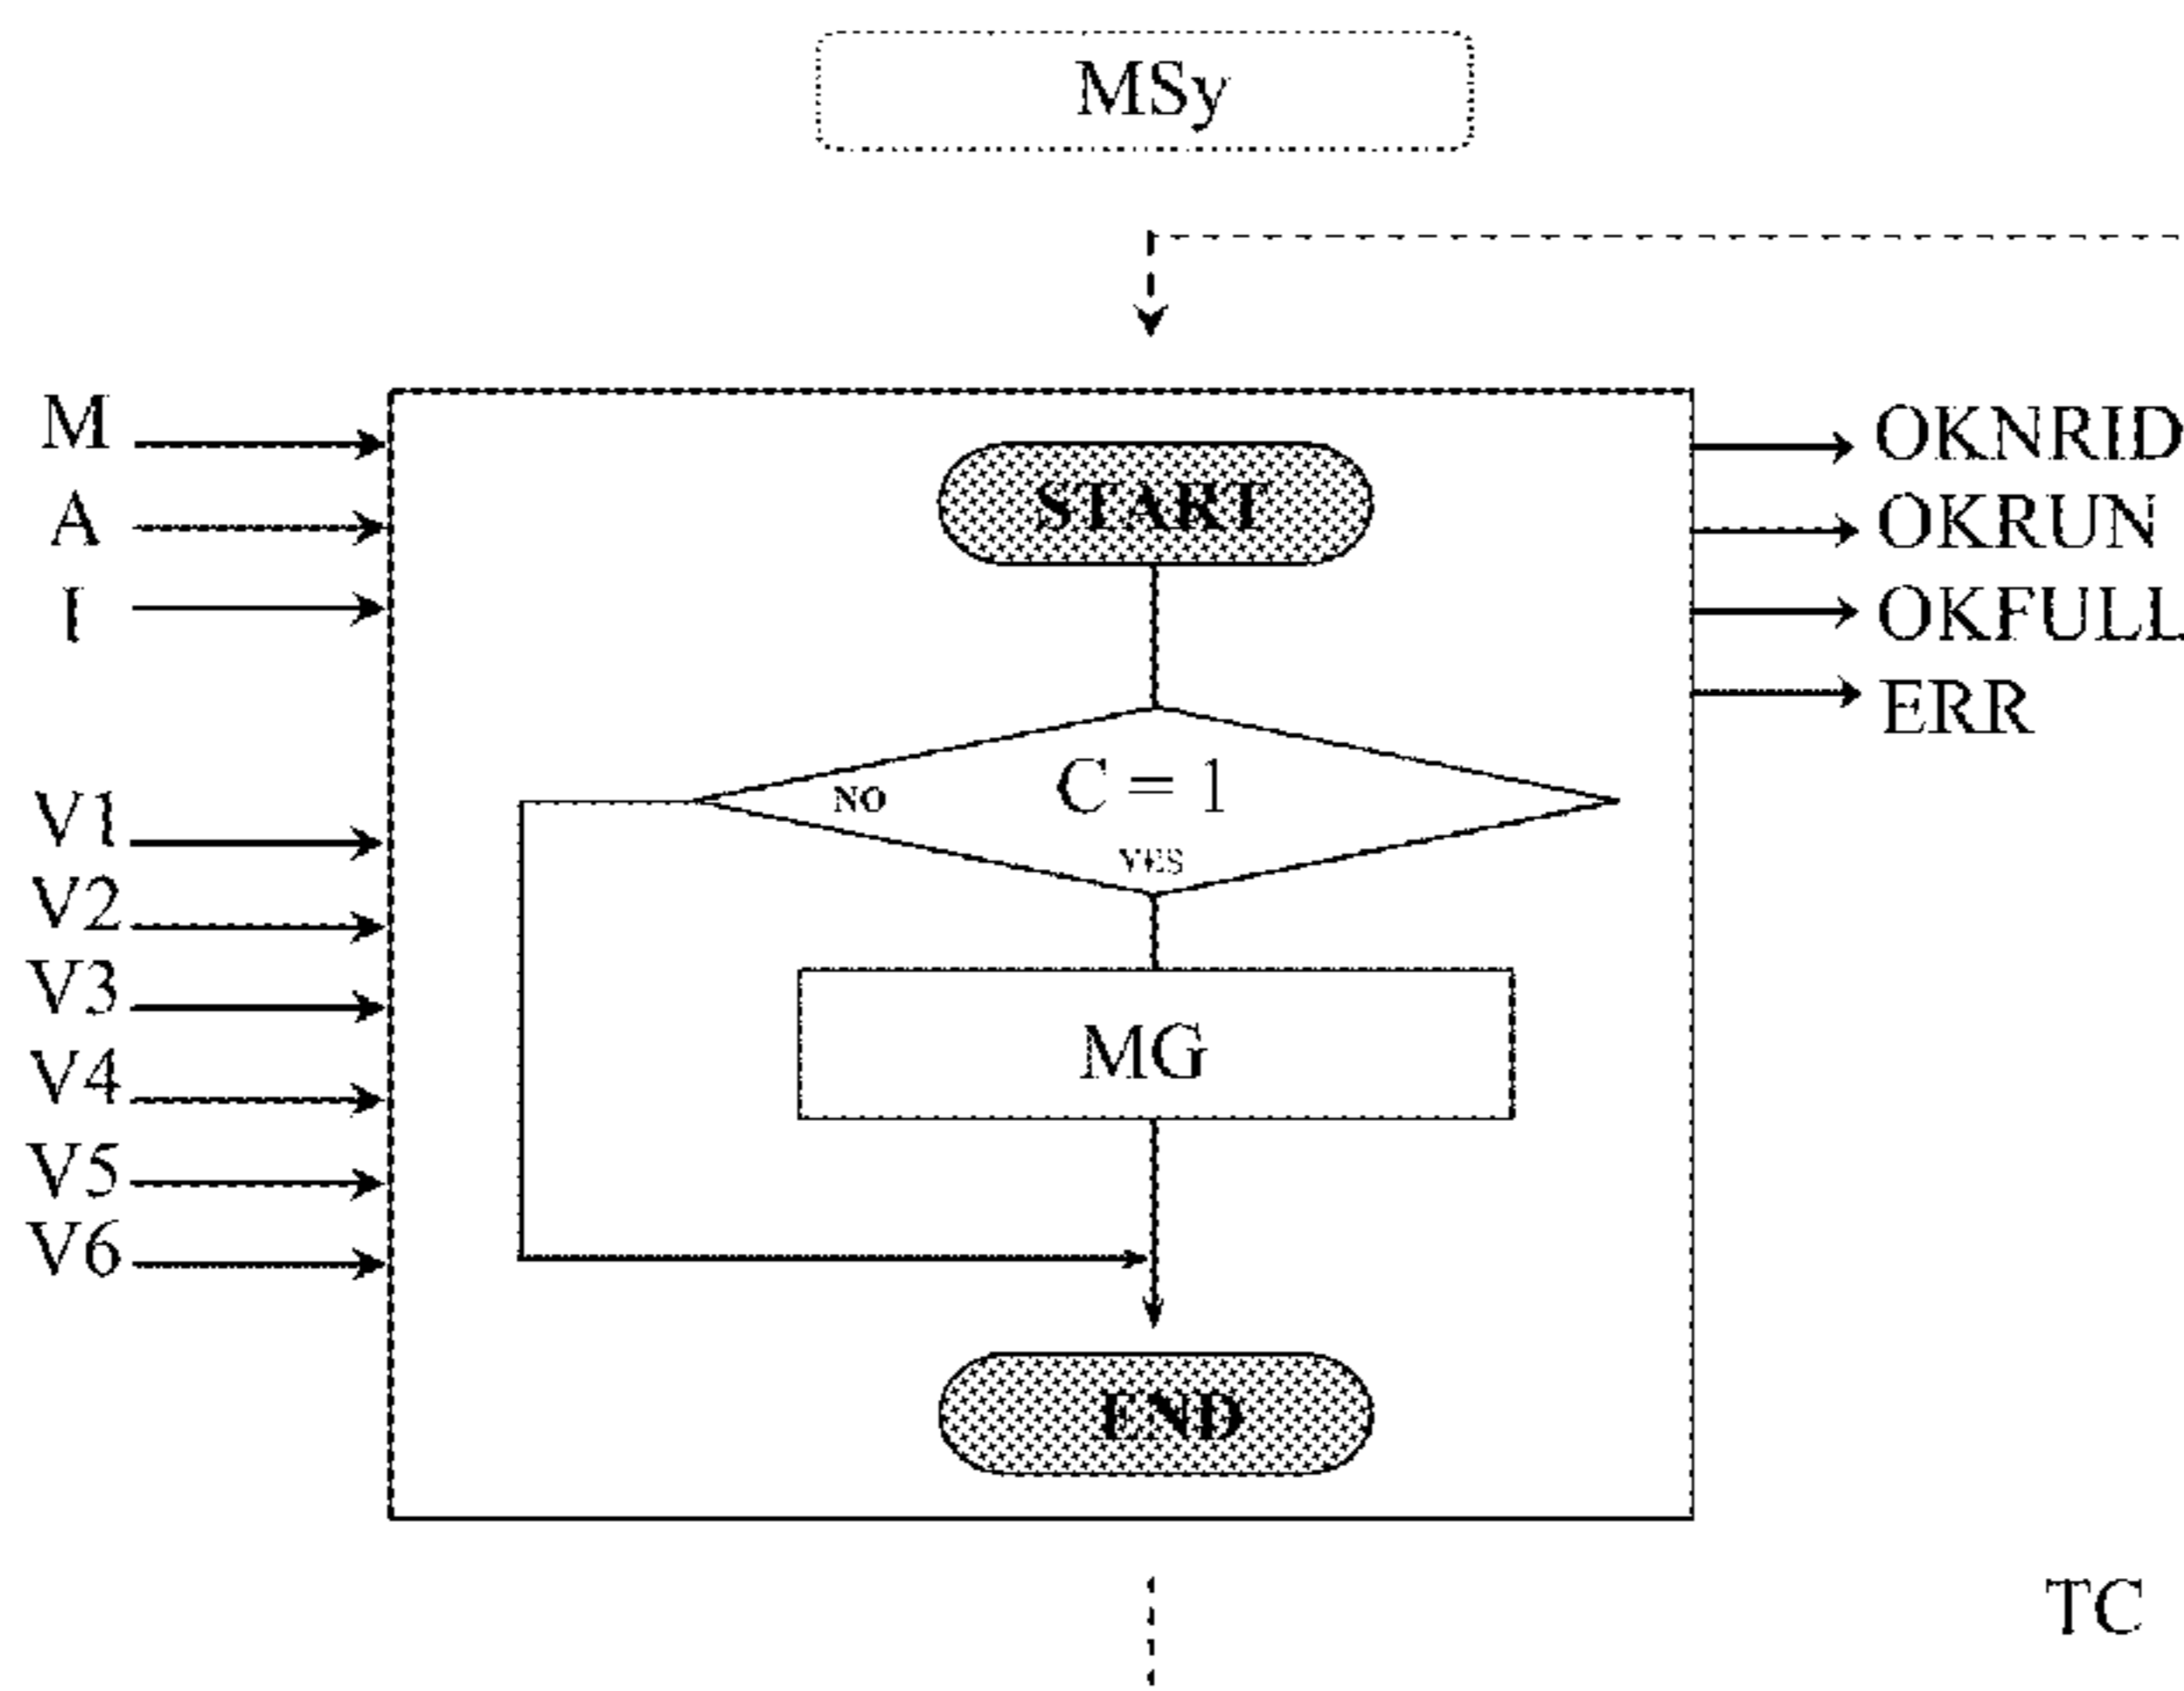 MSy
M
A
I
V1
V2
V3
V4
V5
V6
START
C = 1
NO
YES
MG
END
OKNRID
OKRUN
OKFULL
ERR
TC